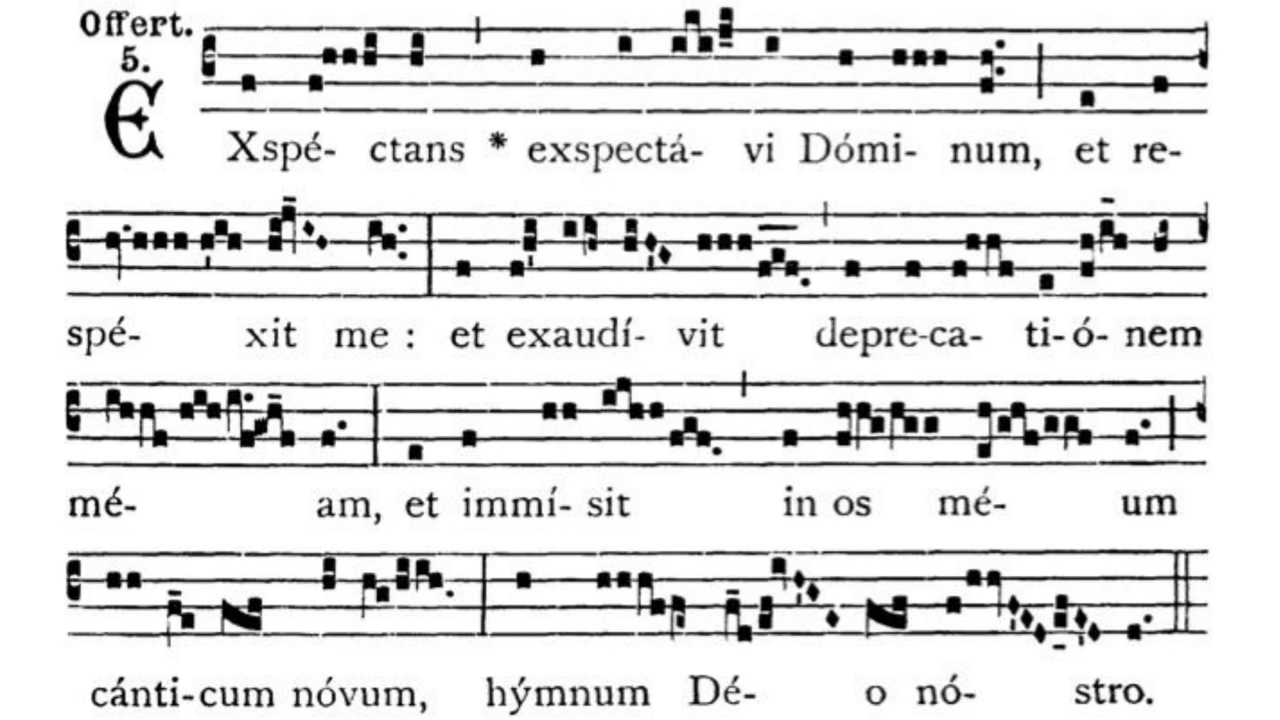 Offert.
5.
EXspé- ctans * exspectá- vi Dómi- num, et re-
spé- xit me : et exaudí- vit depre-ca- ti-ó- nem
mé- am, et immí- sit in os mé- um
cánti-cum nóvum, hýmnum Dé- o nó- stro.